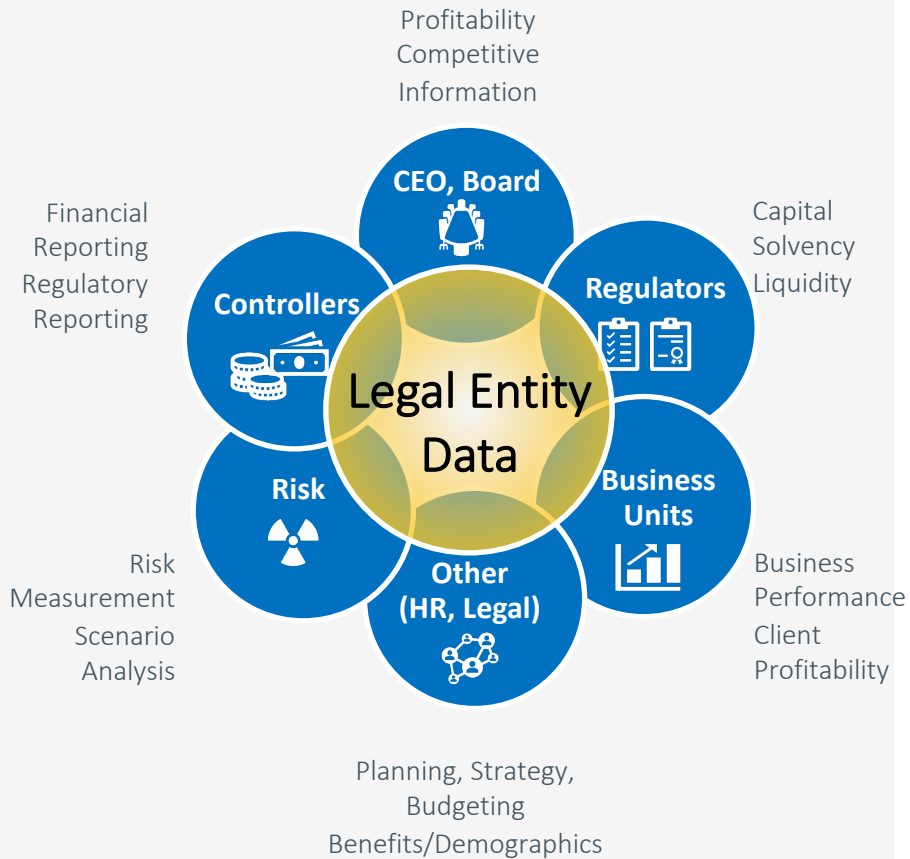 Profitability
Competitive
Information
CEO, Board
Financial
Reporting
Regulatory
Reporting
Controllers
Capital
Solvency
Liquidity
Regulators
Legal Entity
Data
Risk
Risk
Measurement
Scenario
Analysis
Business
Units
Business
Performance
Client
Profitability
Other
(HR, Legal)
Planning, Strategy,
Budgeting
Benefits/Demographics